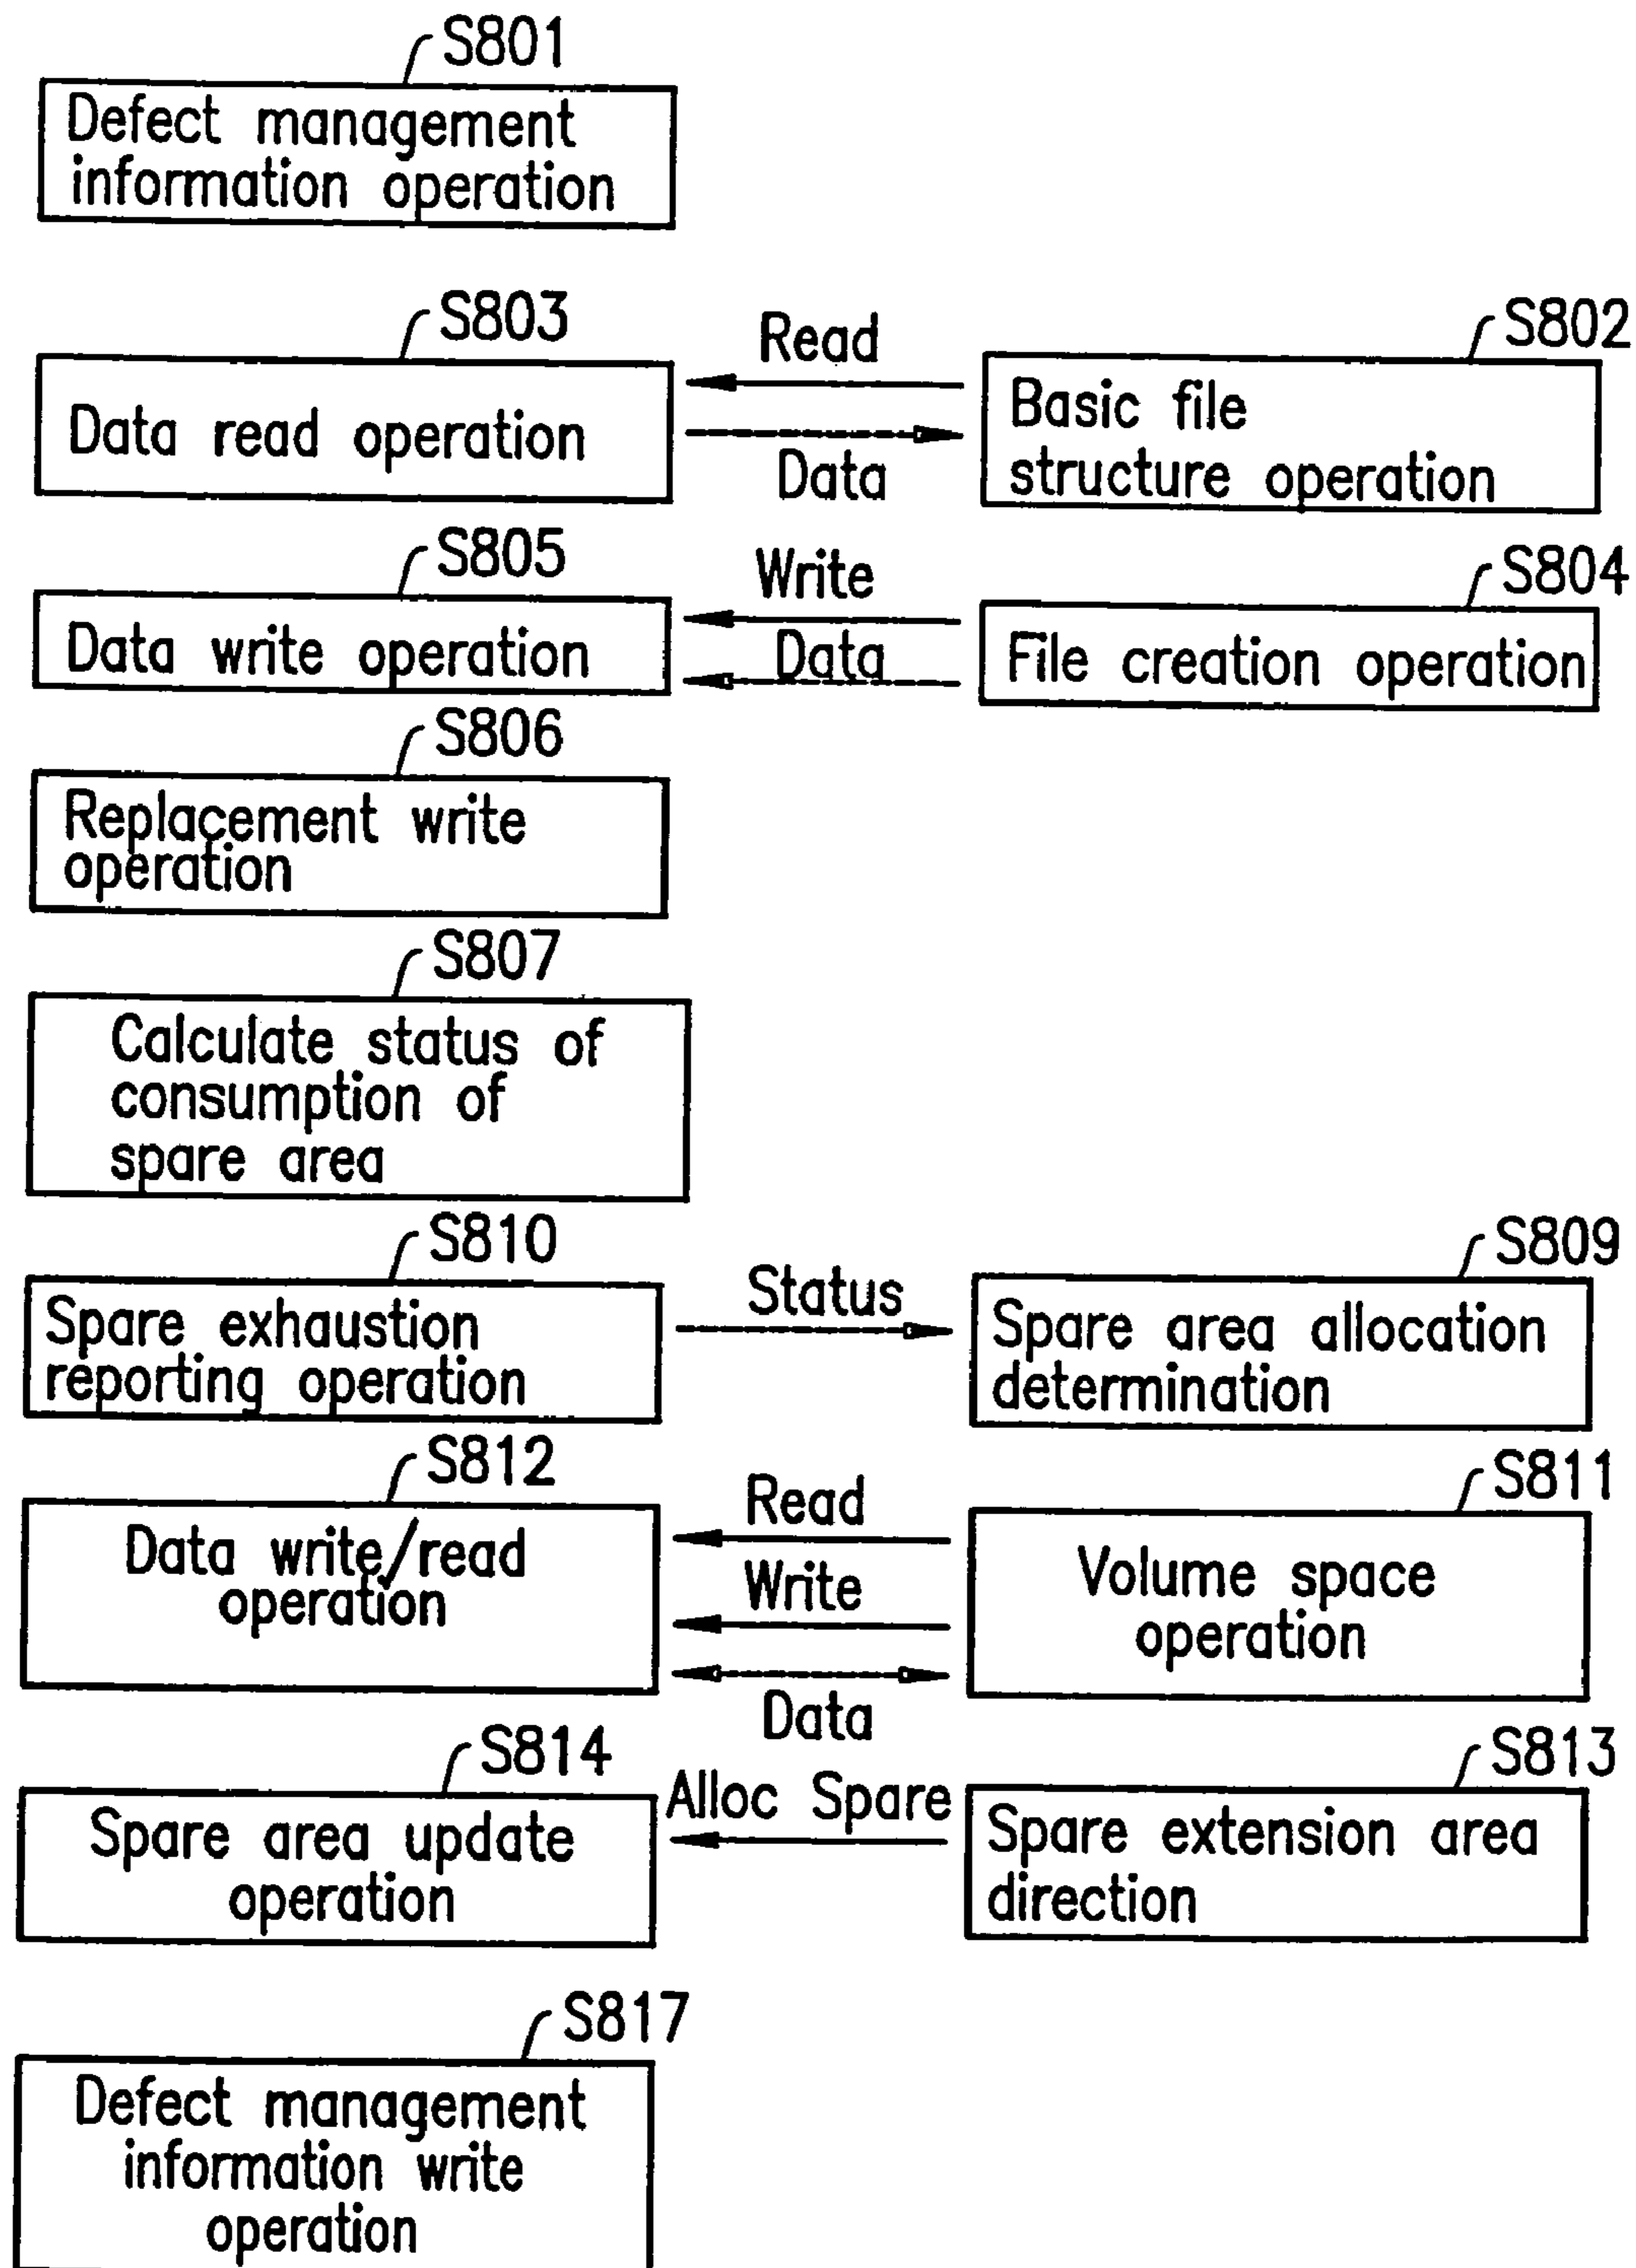 S801
Defect management
information operation
S803
Read
S802
Data read operation
Data
Basic file
structure operation
S805
Write
S804
Data write operation
Data
File creation operation
S806
Replacement write
operation
S807
Calculate status of
consumption of
spare area
S810
S809
Spare exhaustion
reporting operation
Status
Spare area allocation
determination
S812
S811
Data write/read
operation
Read
Write
Data
Volume space
operation
S814
S813
Spare area update
operation
Alloc Spare
Spare extension area
direction
S817
Defect management
information write
operation